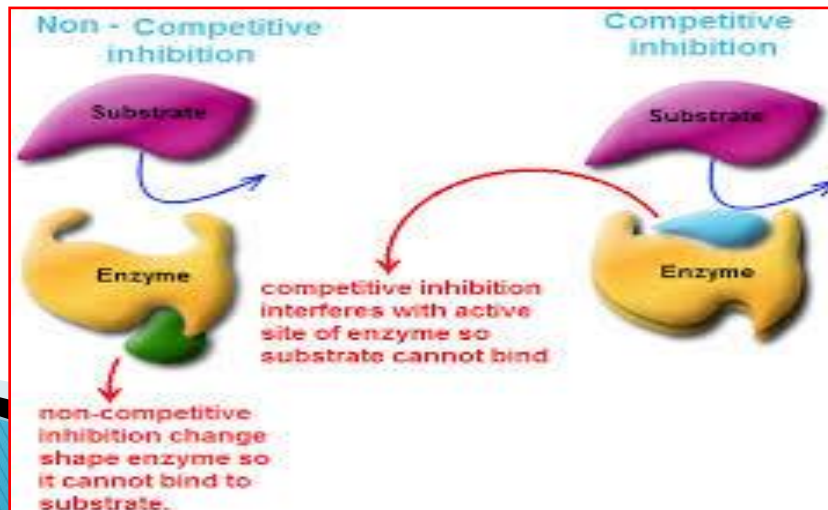 Non - Competitive
inhibition
Substrate
Enzyme
non-competitive
inhibition change
shape enzyme so
it cannot bind to
substrate.
competitive inhibition
interferes with active
site of enzyme so
substrate cannot bind
Competitive
inhibition
Substrate
Enzyme